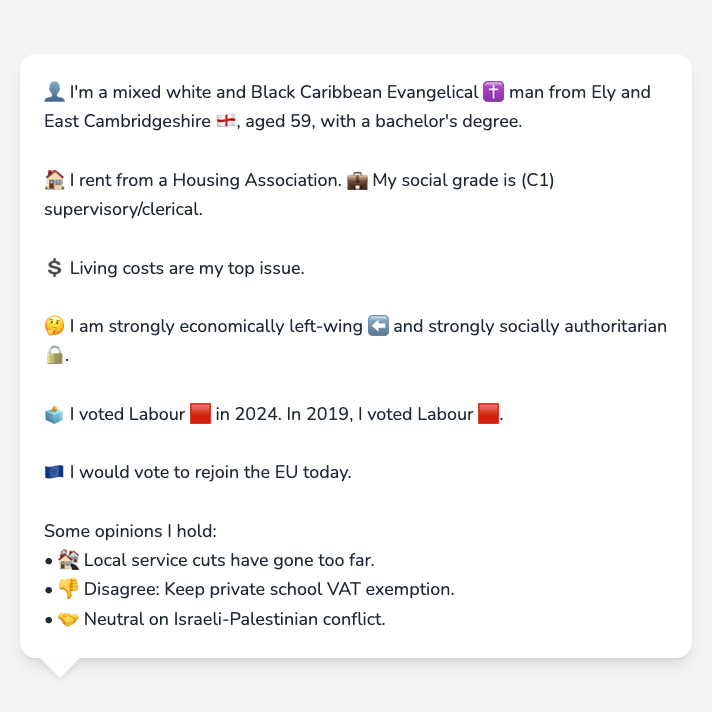 👤 I'm a mixed white and Black Caribbean Evangelical ✝️ man from Ely and
East Cambridgeshire 🏴󠁧󠁢󠁥󠁮󠁧󠁿, aged 59, with a bachelor's degree.
🏠 I rent from a Housing Association. 💼 My social grade is (C1)
supervisory/clerical.
💲 Living costs are my top issue.
🤔 I am strongly economically left-wing ⬅️ and strongly socially authoritarian
🔒.
🗳️ I voted Labour 🟥 in 2024. In 2019, I voted Labour 🟥.
🇪🇺 I would vote to rejoin the EU today.
Some opinions I hold:
• 🏚️ Local service cuts have gone too far.
• 👎 Disagree: Keep private school VAT exemption.
• 🤝 Neutral on Israeli-Palestinian conflict.